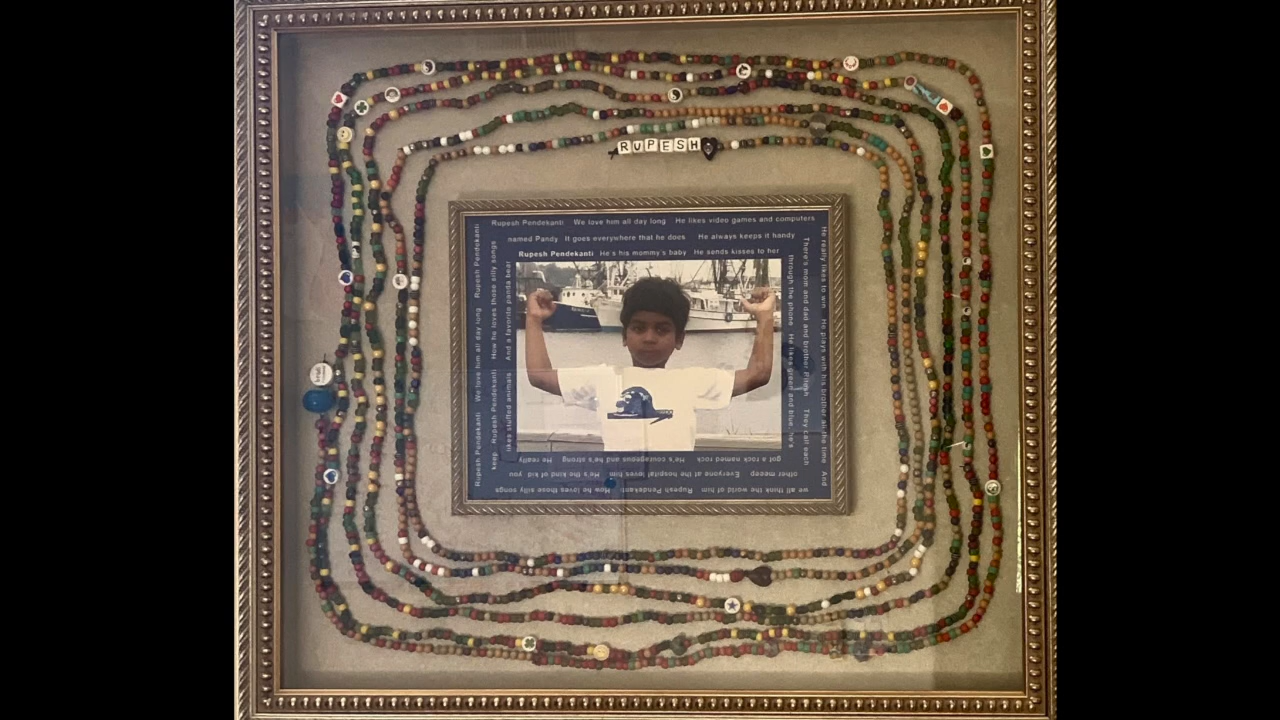 RUPESH
Rupesh Pendekanti We love him all day long He likes video games and computers
He really likes to win He plays with his brother all the time And
we all think the world of him Rupesh Pendekanti How he loves those silly songs
Rupesh Pendekanti We love him all day long Rupesh Pendekanti
named Pandy It goes everywhere that he does He always keeps it handy
There's mom and dad and brother Pitesh They call each
other meeep Everyone at the hospital loves him He's the kind of kid you
keep Rupesh Pendekanti How he loves those silly songs
Rupesh Pendekanti He's his mommy's baby He sends kisses to her
through the phone He likes green and blue, he's
got a rock named rock He's courageous and he's strong He really
likes stuffed animals And a favorite panda bear